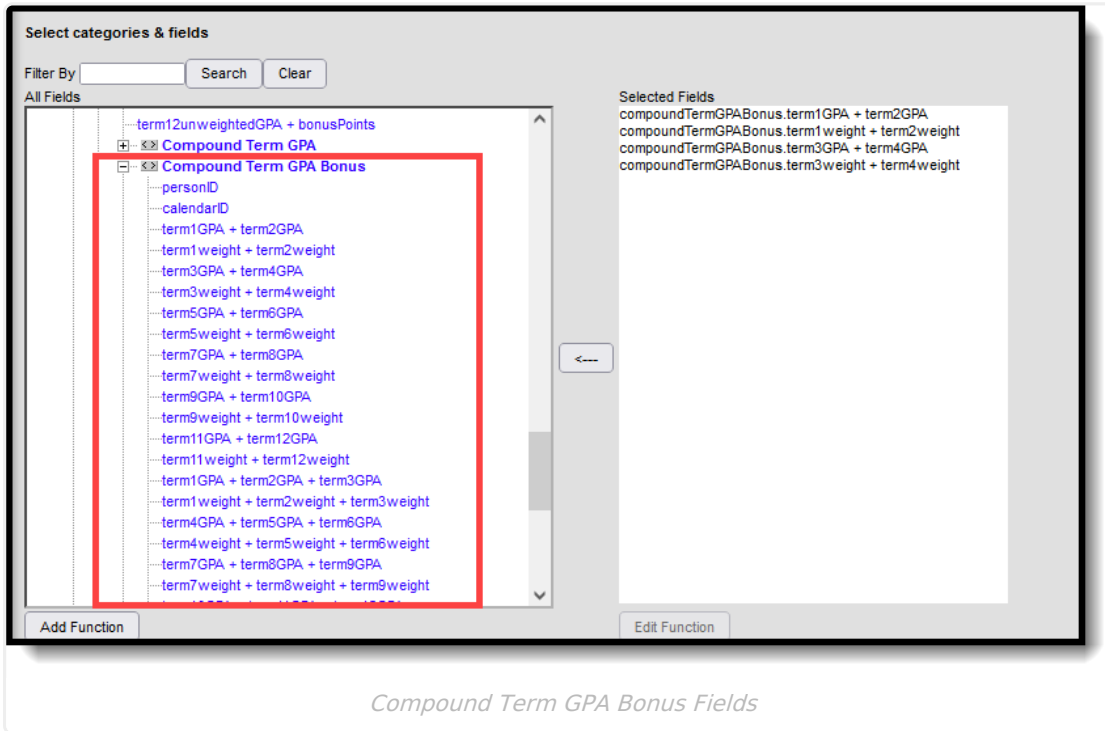 Select categories & fields
Filter By
Search
Clear
All Fields
term12unweightedGPA + bonusPoints
Compound Term GPA
Compound Term GPA Bonus
personID
calendarID
term1GPA + term2GPA
term1weight + term2weight
term3GPA + term4GPA
term3weight + term4weight
term5GPA + term6GPA
term5weight + term6weight
term7GPA + term8GPA
term7weight + term8weight
term9GPA + term10GPA
term9weight + term10weight
term11GPA + term12GPA
term11weight + term12weight
term1GPA + term2GPA + term3GPA
term1weight + term2weight + term3weight
term4GPA + term5GPA + term6GPA
term4weight + term5weight + term6weight
term7GPA + term8GPA + term9GPA
term7weight + term8weight + term9weight
Add Function
<---
Selected Fields
compoundTermGPABonus.term1GPA + term2GPA
compoundTermGPABonus.term1weight + term2weight
compoundTermGPABonus.term3GPA + term4GPA
compoundTermGPABonus.term3weight + term4weight
Edit Function
Compound Term GPA Bonus Fields